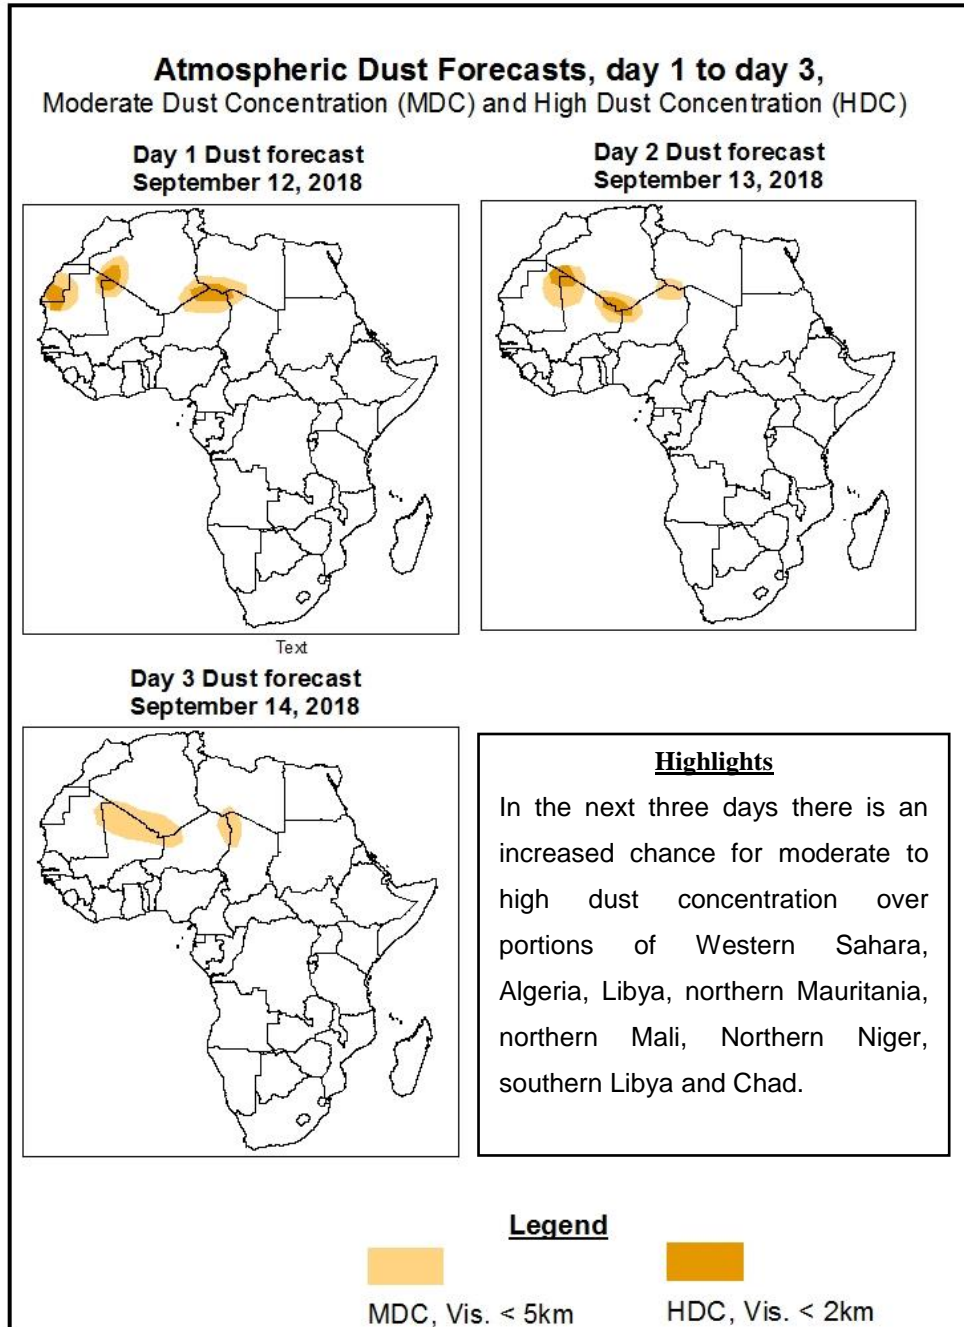 Atmospheric Dust Forecasts, day 1 to day 3,
Moderate Dust Concentration (MDC) and High Dust Concentration (HDC)
Day 1 Dust forecast
September 12, 2018
Day 2 Dust forecast
September 13, 2018
Text
Day 3 Dust forecast
September 14, 2018
Highlights
In the next three days there is an
increased chance for moderate to
high dust concentration over
portions of Western Sahara,
Algeria, Libya, northern Mauritania,
northern Mali, Northern Niger,
southern Libya and Chad.
Legend
MDC, Vis. < 5km
HDC, Vis. < 2km